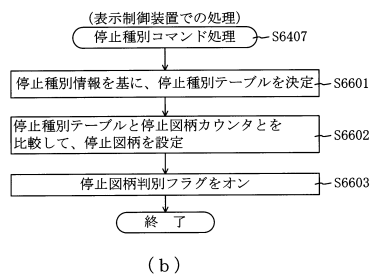 (表示制御装置での処理)
停止種別コマンド処理
S6407
停止種別情報を基に、停止種別テーブルを決定
S6601
停止種別テーブルと停止図柄カウンタとを
比較して、停止図柄を設定
S6602
停止図柄判別フラグをオン
S6603
終 了
(b)